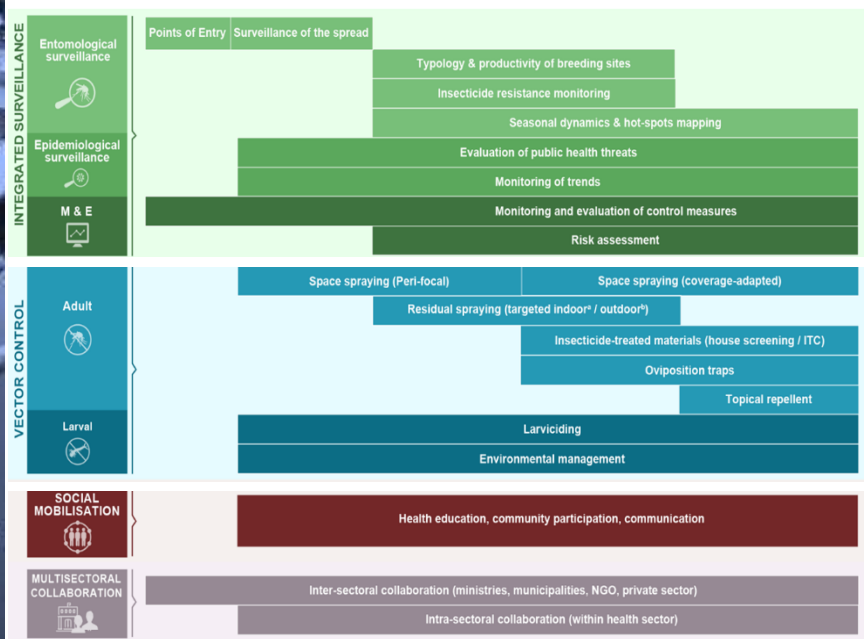 INTEGRATED SURVEILLANCE
Entomological
surveillance
Points of Entry
Surveillance of the spread
Typology & productivity of breeding sites
Insecticide resistance monitoring
Seasonal dynamics & hot-spots mapping
Epidemiological
surveillance
Evaluation of public health threats
Monitoring of trends
M & E
Monitoring and evaluation of control measures
Risk assessment
VECTOR CONTROL
Adult
Space spraying (Peri-focal)
Space spraying (coverage-adapted)
Residual spraying (targeted indoorᵃ / outdoorᵇ)
Insecticide-treated materials (house screening / ITC)
Oviposition traps
Topical repellent
Larval
Larviciding
Environmental management
SOCIAL
MOBILISATION
Health education, community participation, communication
MULTISECTORAL
COLLABORATION
Inter-sectoral collaboration (ministries, municipalities, NGO, private sector)
Intra-sectoral collaboration (within health sector)